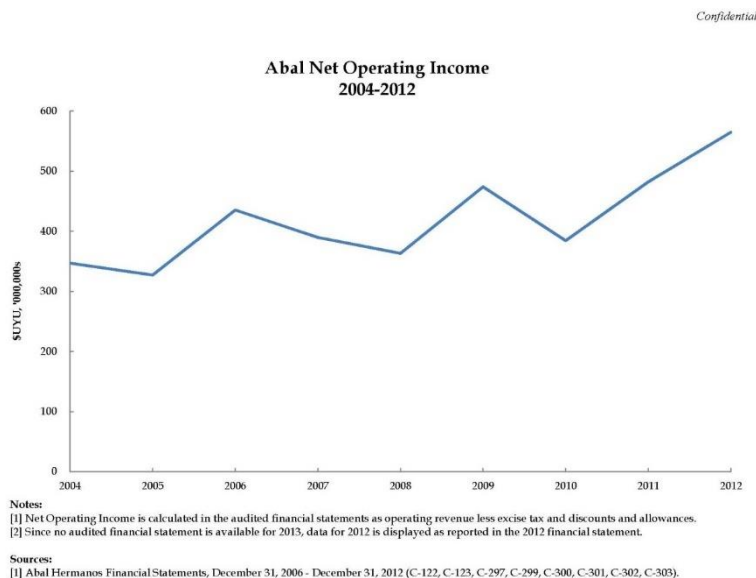 Confidential
Abal Net Operating Income
2004-2012
600
500
400
300
200
100
0
$UYU, '000,000s
2004 2005 2006 2007 2008 2009 2010 2011 2012
Notes:
[1] Net Operating Income is calculated in the audited financial statements as operating revenue less excise tax and discounts and allowances.
[2] Since no audited financial statement is available for 2013, data for 2012 is displayed as reported in the 2012 financial statement.
Sources:
[1] Abal Hermanos Financial Statements, December 31, 2006 - December 31, 2012 (C-122, C-123, C-297, C-299, C-300, C-301, C-302, C-303).